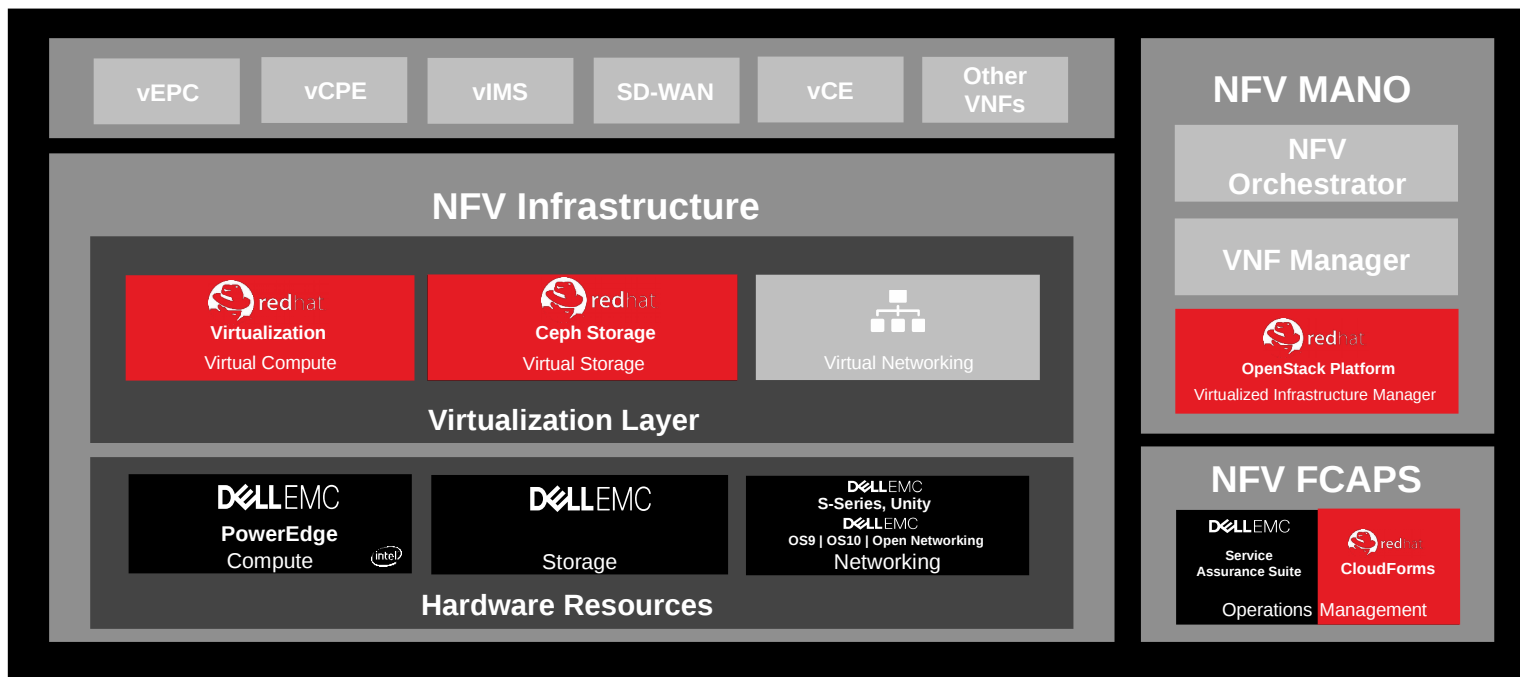 vEPC
vCPE
vIMS
SD-WAN
vCE
Other
VNFs
NFV Infrastructure
redhat
Virtualization
Virtual Compute
redhat
Ceph Storage
Virtual Storage
Virtual Networking
Virtualization Layer
DELLEMC
PowerEdge
Compute
intel
DELLEMC
Storage
DELLEMC
S-Series, Unity
DELLEMC
OS9 | OS10 | Open Networking
Networking
Hardware Resources
NFV MANO
NFV
Orchestrator
VNF Manager
redhat
OpenStack Platform
Virtualized Infrastructure Manager
NFV FCAPS
DELLEMC
Service
Assurance Suite
redhat
CloudForms
Operations Management